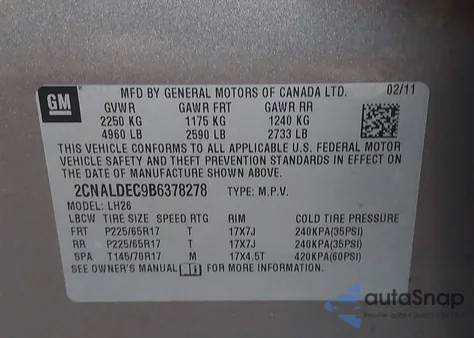 GM
MFD BY GENERAL MOTORS OF CANADA LTD. 02/11
GVWR GAWR FRT GAWR RR
2250 KG 1175 KG 1240 KG
4960 LB 2590 LB 2733 LB
THIS VEHICLE CONFORMS TO ALL APPLICABLE U.S. FEDERAL MOTOR
VEHICLE SAFETY AND THEFT PREVENTION STANDARDS IN EFFECT ON
THE DATE OF MANUFACTURE SHOWN ABOVE.
2CNALDEC9B6378278 TYPE: M.P.V.
MODEL: LH26
LBCW TIRE SIZE SPEED RTG RIM COLD TIRE PRESSURE
FRT P225/65R17 T 17X7J 240KPA(35PSI)
RR P225/65R17 T 17X7J 240KPA(35PSI)
SPA T145/70R17 M 17X4.5T 420KPA(60PSI)
SEE OWNER'S MANUAL FOR MORE INFORMATION.
autoSnap